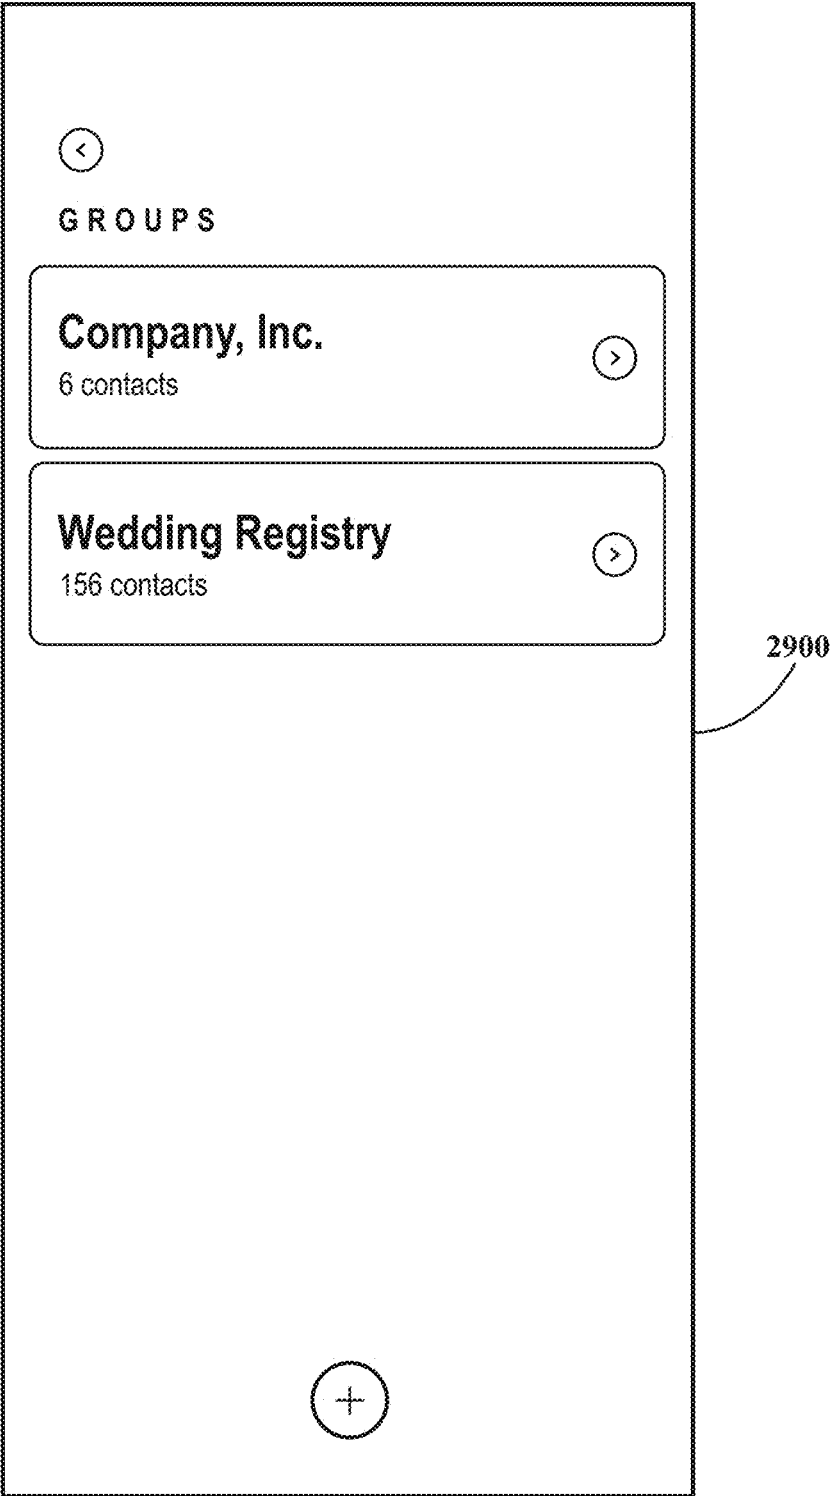 GROUPS
Company, Inc.
6 contacts
Wedding Registry
156 contacts
2900